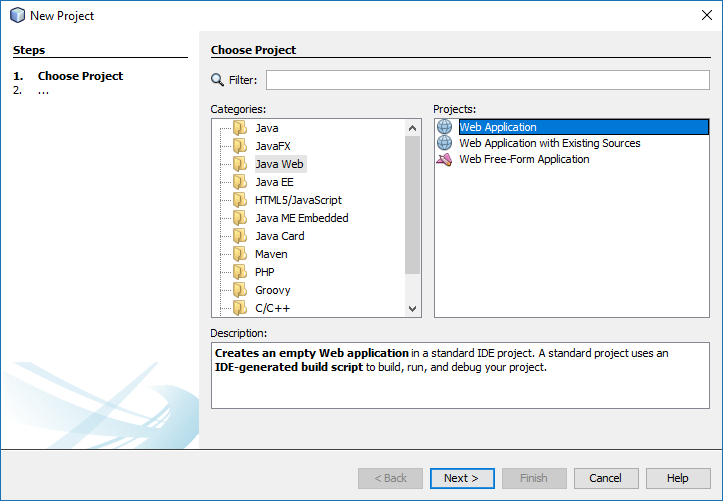 New Project
Steps
1. Choose Project
2. ...
Choose Project
Filter:
Categories:
Java
JavaFX
Java Web
Java EE
HTML5/JavaScript
Java ME Embedded
Java Card
Maven
PHP
Groovy
C/C++
Projects:
Web Application
Web Application with Existing Sources
Web Free-Form Application
Description:
Creates an empty Web application in a standard IDE project. A standard project uses an
IDE-generated build script to build, run, and debug your project.
< Back
Next >
Finish
Cancel
Help